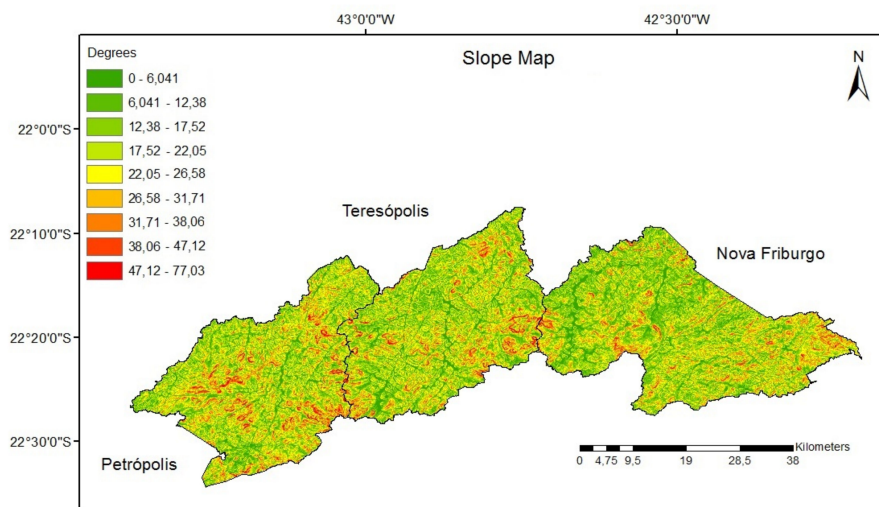 43°0'0"W
42°30'0"W
Slope Map
N
Degrees
0 - 6,041
6,041 - 12,38
12,38 - 17,52
17,52 - 22,05
22,05 - 26,58
26,58 - 31,71
31,71 - 38,06
38,06 - 47,12
47,12 - 77,03
22°0'0"S
22°10'0"S
22°20'0"S
22°30'0"S
Teresópolis
Nova Friburgo
Petrópolis
Kilometers
0 4,75 9,5 19 28,5 38